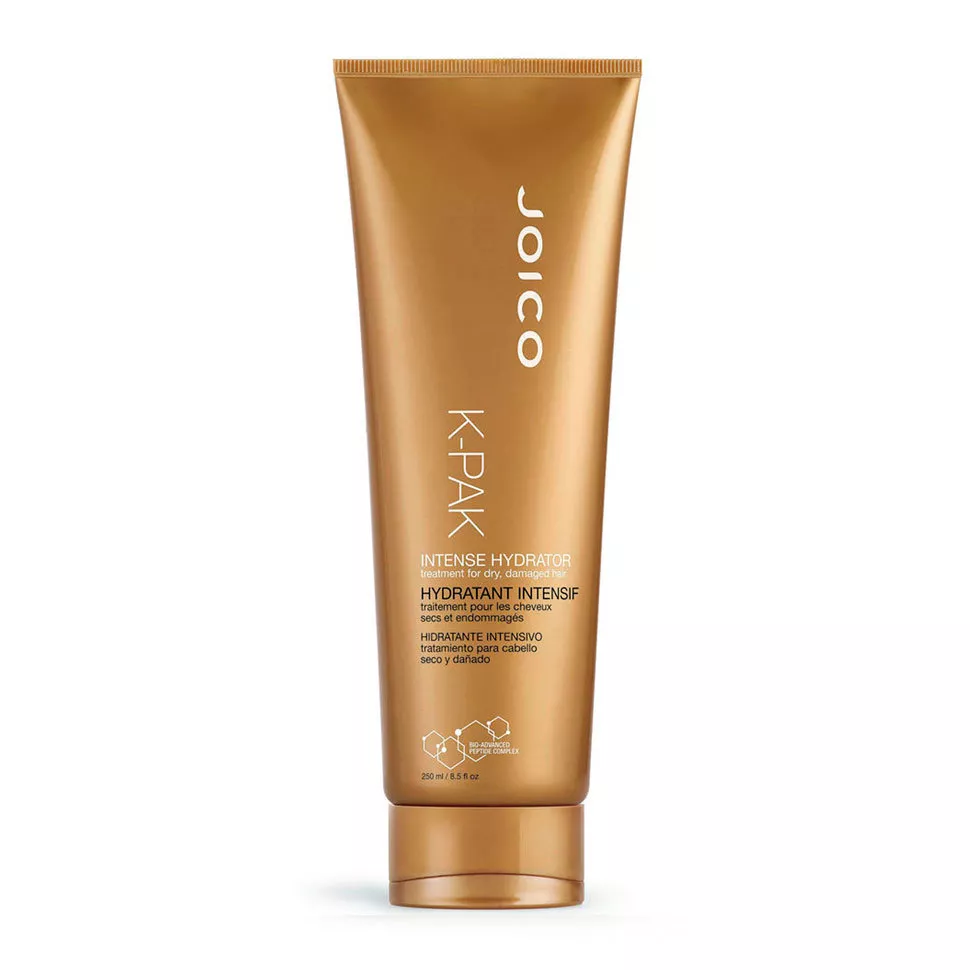 JOICO
K-PAK
INTENSE HYDRATOR
treatment for dry, damaged hair
HYDRATANT INTENSIF
traitement pour les cheveux
secs et endommagés
HIDRATANTE INTENSIVO
tratamiento para cabello
seco y dañado
BIO-ADVANCED
PEPTIDE COMPLEX
250 ml / 8.5 fl oz